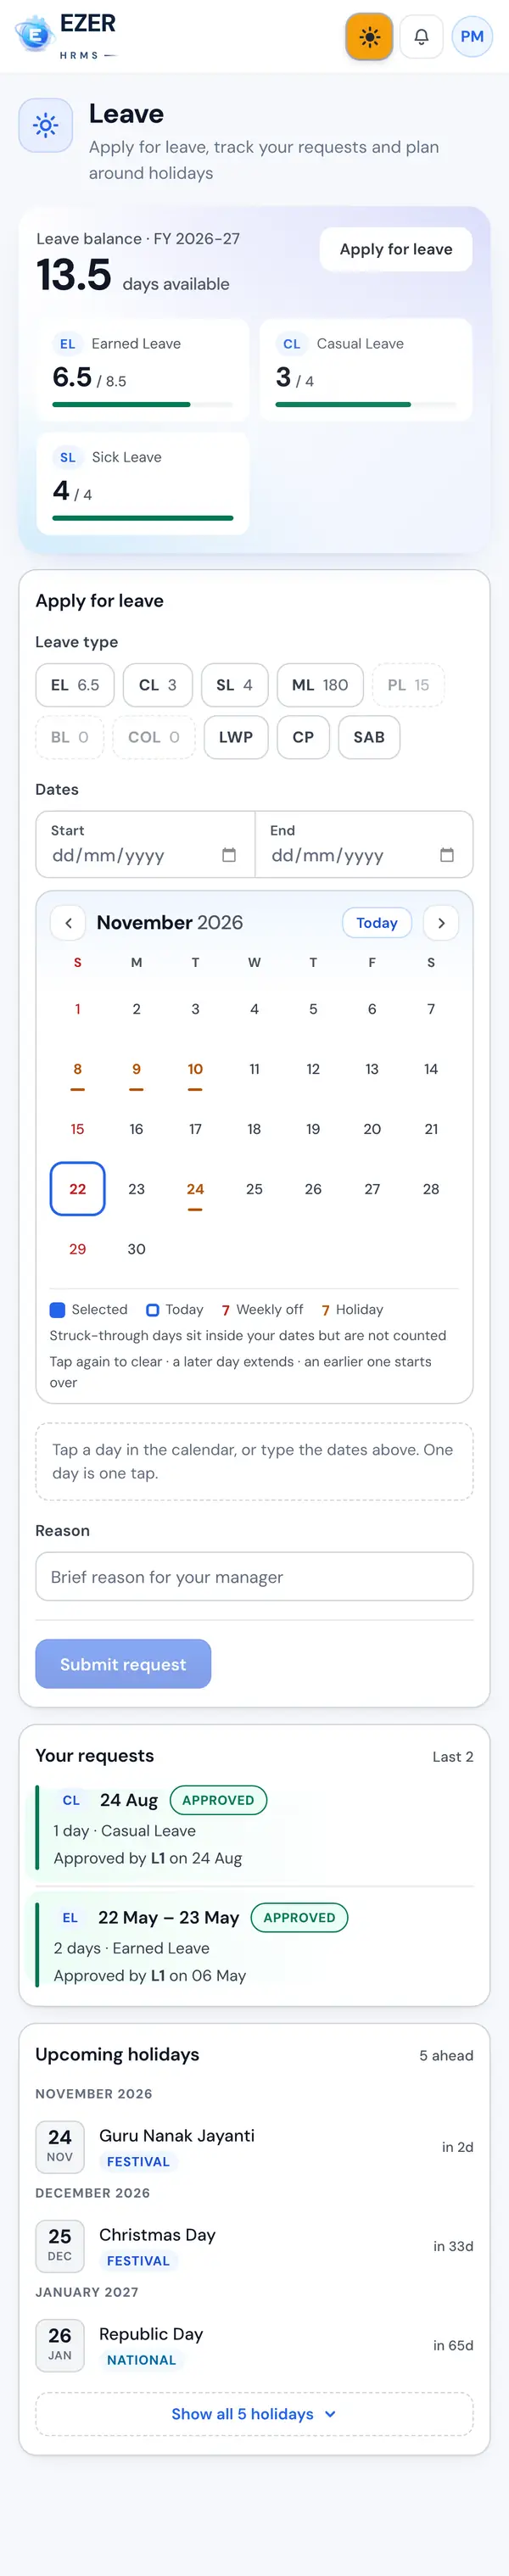 EZER
HRMS
PM
Leave
Apply for leave, track your requests and plan
around holidays
Leave balance · FY 2026-27
Apply for leave
13.5 days available
EL Earned Leave
6.5 / 8.5
CL Casual Leave
3 / 4
SL Sick Leave
4 / 4
Apply for leave
Leave type
EL 6.5 CL 3 SL 4 ML 180 PL 15
BL 0 COL 0 LWP CP SAB
Dates
Start End
dd/mm/yyyy dd/mm/yyyy
November 2026 Today
S M T W T F S
1 2 3 4 5 6 7
8 9 10 11 12 13 14
15 16 17 18 19 20 21
22 23 24 25 26 27 28
29 30
Selected Today 7 Weekly off 7 Holiday
Struck-through days sit inside your dates but are not counted
Tap again to clear · a later day extends · an earlier one starts
over
Tap a day in the calendar, or type the dates above. One
day is one tap.
Reason
Brief reason for your manager
Submit request
Your requests Last 2
CL 24 Aug APPROVED
1 day · Casual Leave
Approved by L1 on 24 Aug
EL 22 May – 23 May APPROVED
2 days · Earned Leave
Approved by L1 on 06 May
Upcoming holidays 5 ahead
NOVEMBER 2026
24 NOV Guru Nanak Jayanti
FESTIVAL
in 2d
DECEMBER 2026
25 DEC Christmas Day
FESTIVAL
in 33d
JANUARY 2027
26 JAN Republic Day
NATIONAL
in 65d
Show all 5 holidays